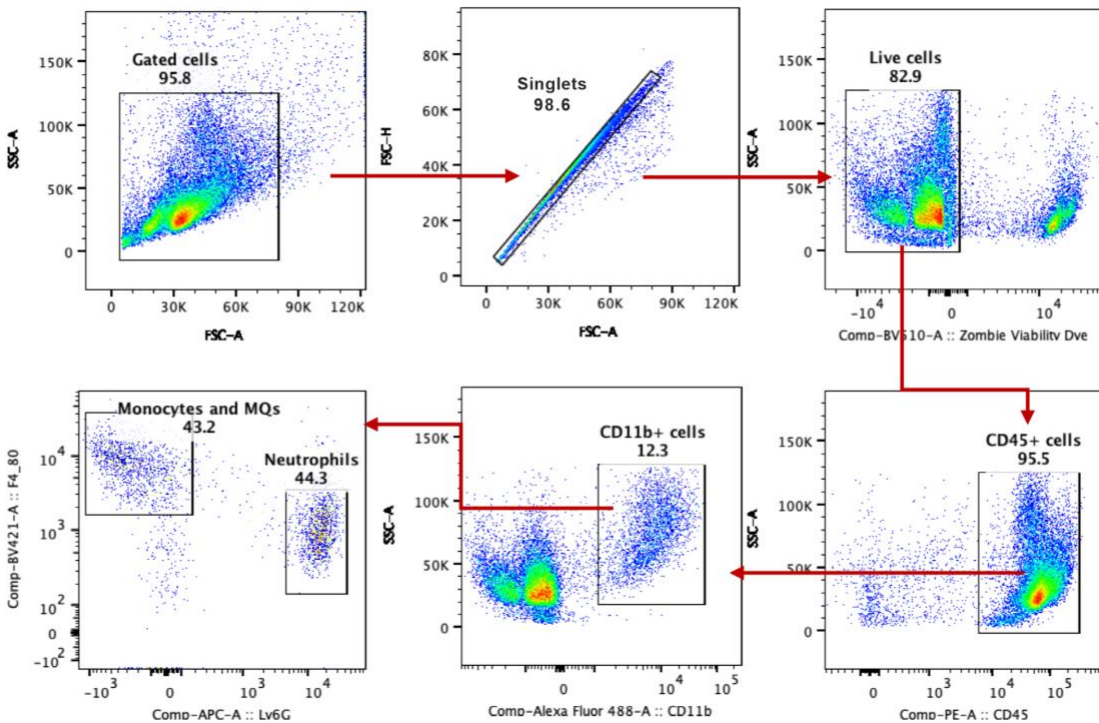 Gated cells
95.8
150K
100K
50K
0
SSC-A
0 30K 60K 90K 120K
FSC-A
Singlets
98.6
80K
60K
40K
20K
0
FSC-H
0 30K 60K 90K
FSC-A
Live cells
82.9
150K
100K
50K
0
SSC-A
-10^4 0 10^4
Comp-BV510-A :: Zombie Viability Dye
Monocytes and MQs
43.2
Neutrophils
44.3
10^4
10^3
10^2
0
-10^2
Comp-BV421-A :: F4_80
-10^3 0 10^3 10^4
Comp-APC-A :: Ly6G
CD11b+ cells
12.3
150K
100K
50K
0
SSC-A
0 10^4 10^5
Comp-Alexa Fluor 488-A :: CD11b
CD45+ cells
95.5
150K
100K
50K
0
SSC-A
0 10^3 10^4 10^5
Comp-PE-A :: CD45